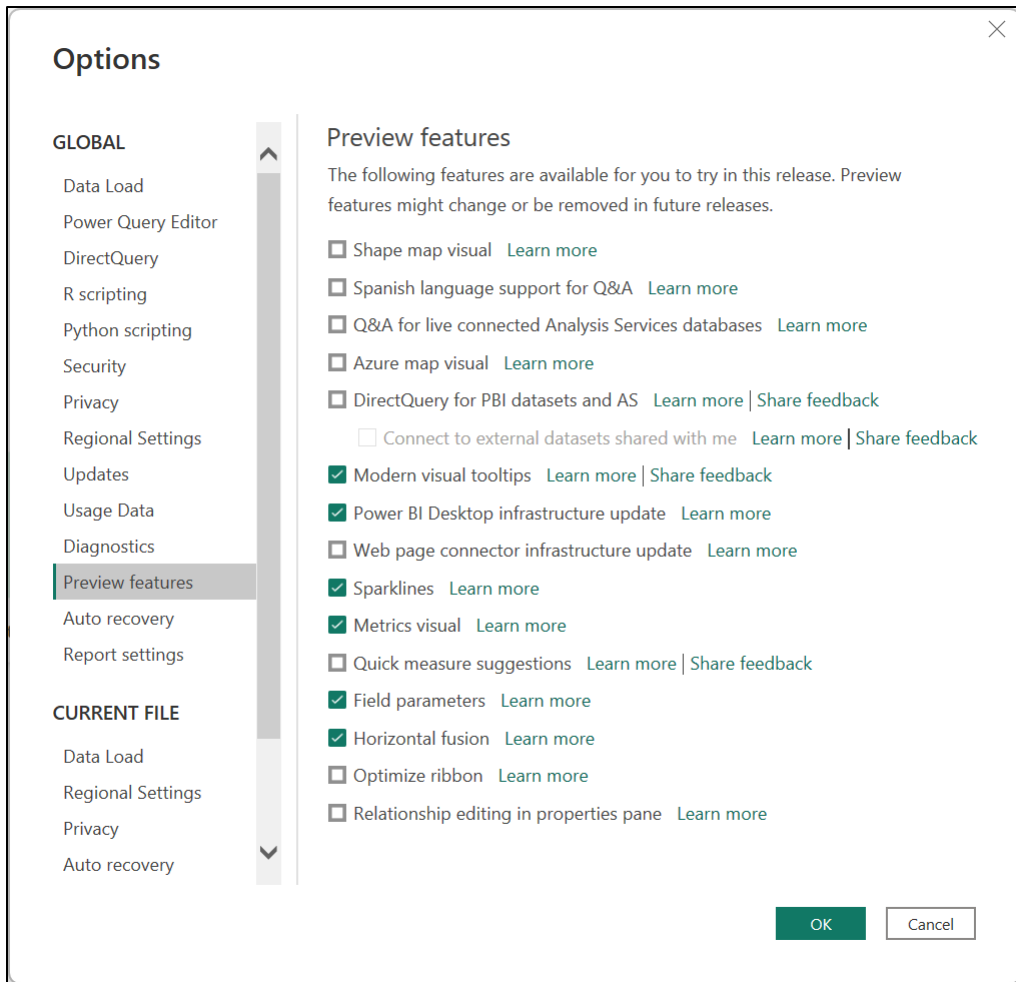 Options
GLOBAL
Data Load
Power Query Editor
DirectQuery
R scripting
Python scripting
Security
Privacy
Regional Settings
Updates
Usage Data
Diagnostics
Preview features
Auto recovery
Report settings
CURRENT FILE
Data Load
Regional Settings
Privacy
Auto recovery
Preview features
The following features are available for you to try in this release. Preview
features might change or be removed in future releases.
Shape map visual Learn more
Spanish language support for Q&A Learn more
Q&A for live connected Analysis Services databases Learn more
Azure map visual Learn more
DirectQuery for PBI datasets and AS Learn more | Share feedback
Connect to external datasets shared with me Learn more | Share feedback
Modern visual tooltips Learn more | Share feedback
Power BI Desktop infrastructure update Learn more
Web page connector infrastructure update Learn more
Sparklines Learn more
Metrics visual Learn more
Quick measure suggestions Learn more | Share feedback
Field parameters Learn more
Horizontal fusion Learn more
Optimize ribbon Learn more
Relationship editing in properties pane Learn more
OK Cancel